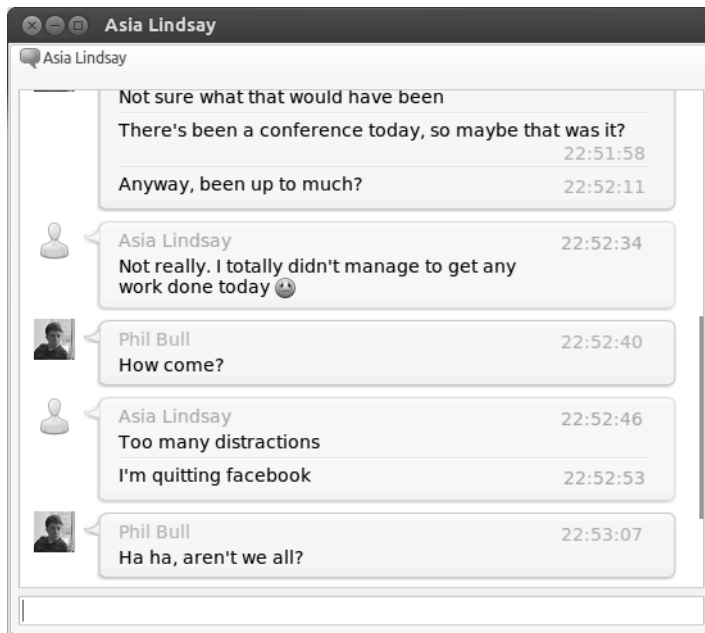 Asia Lindsay
Asia Lindsay
Not sure what that would have been
There's been a conference today, so maybe that was it?
22:51:58
Anyway, been up to much? 22:52:11
Asia Lindsay 22:52:34
Not really. I totally didn't manage to get any
work done today
Phil Bull 22:52:40
How come?
Asia Lindsay 22:52:46
Too many distractions
I'm quitting facebook 22:52:53
Phil Bull 22:53:07
Ha ha, aren't we all?